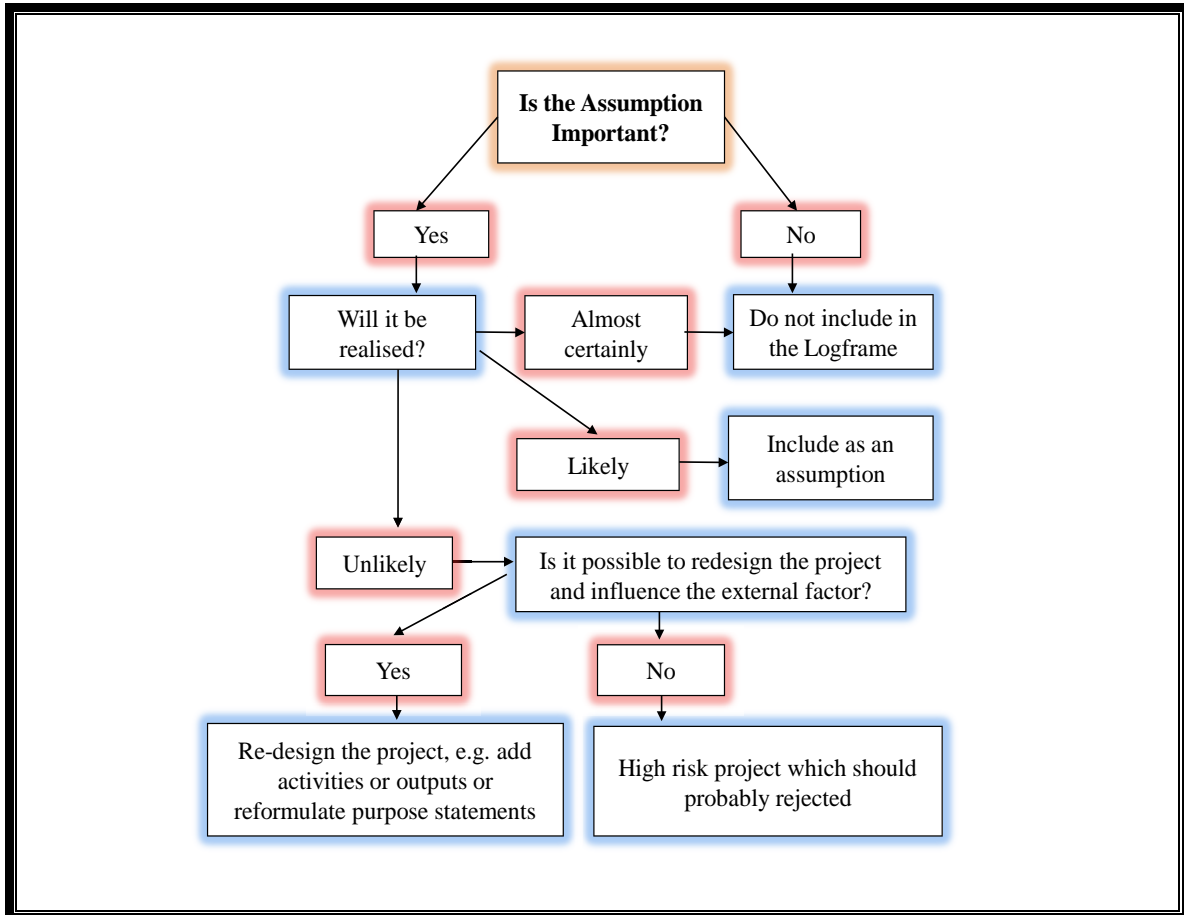 Is the Assumption
Important?
Yes
No
Will it be
realised?
Almost
certainly
Do not include in
the Logframe
Likely
Include as an
assumption
Unlikely
Is it possible to redesign the project
and influence the external factor?
Yes
No
Re-design the project, e.g. add
activities or outputs or
reformulate purpose statements
High risk project which should
probably rejected